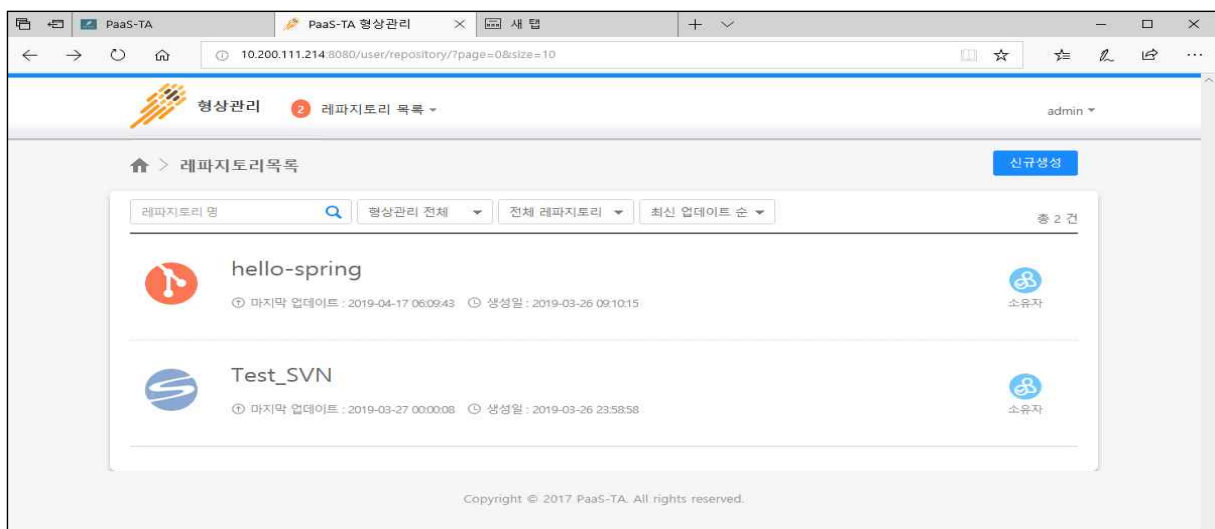 PaaS-TA
PaaS-TA 형상관리
새 탭
10.200.111.214:8080/user/repository/?page=0&size=10
형상관리
2
레파지토리 목록
admin
레파지토리목록
신규생성
레파지토리 명
형상관리 전체
전체 레파지토리
최신 업데이트 순
총 2 건
hello-spring
마지막 업데이트 : 2019-04-17 06:09:43
생성일 : 2019-03-26 09:10:15
소유자
Test_SVN
마지막 업데이트 : 2019-03-27 00:00:08
생성일 : 2019-03-26 23:58:58
소유자
Copyright © 2017 PaaS-TA. All rights reserved.